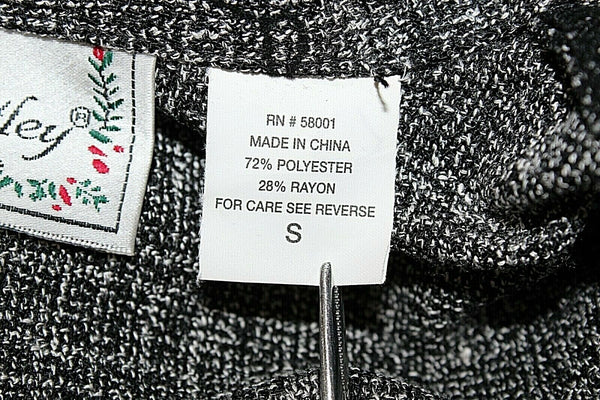 ley®
RN # 58001
MADE IN CHINA
72% POLYESTER
28% RAYON
FOR CARE SEE REVERSE
S